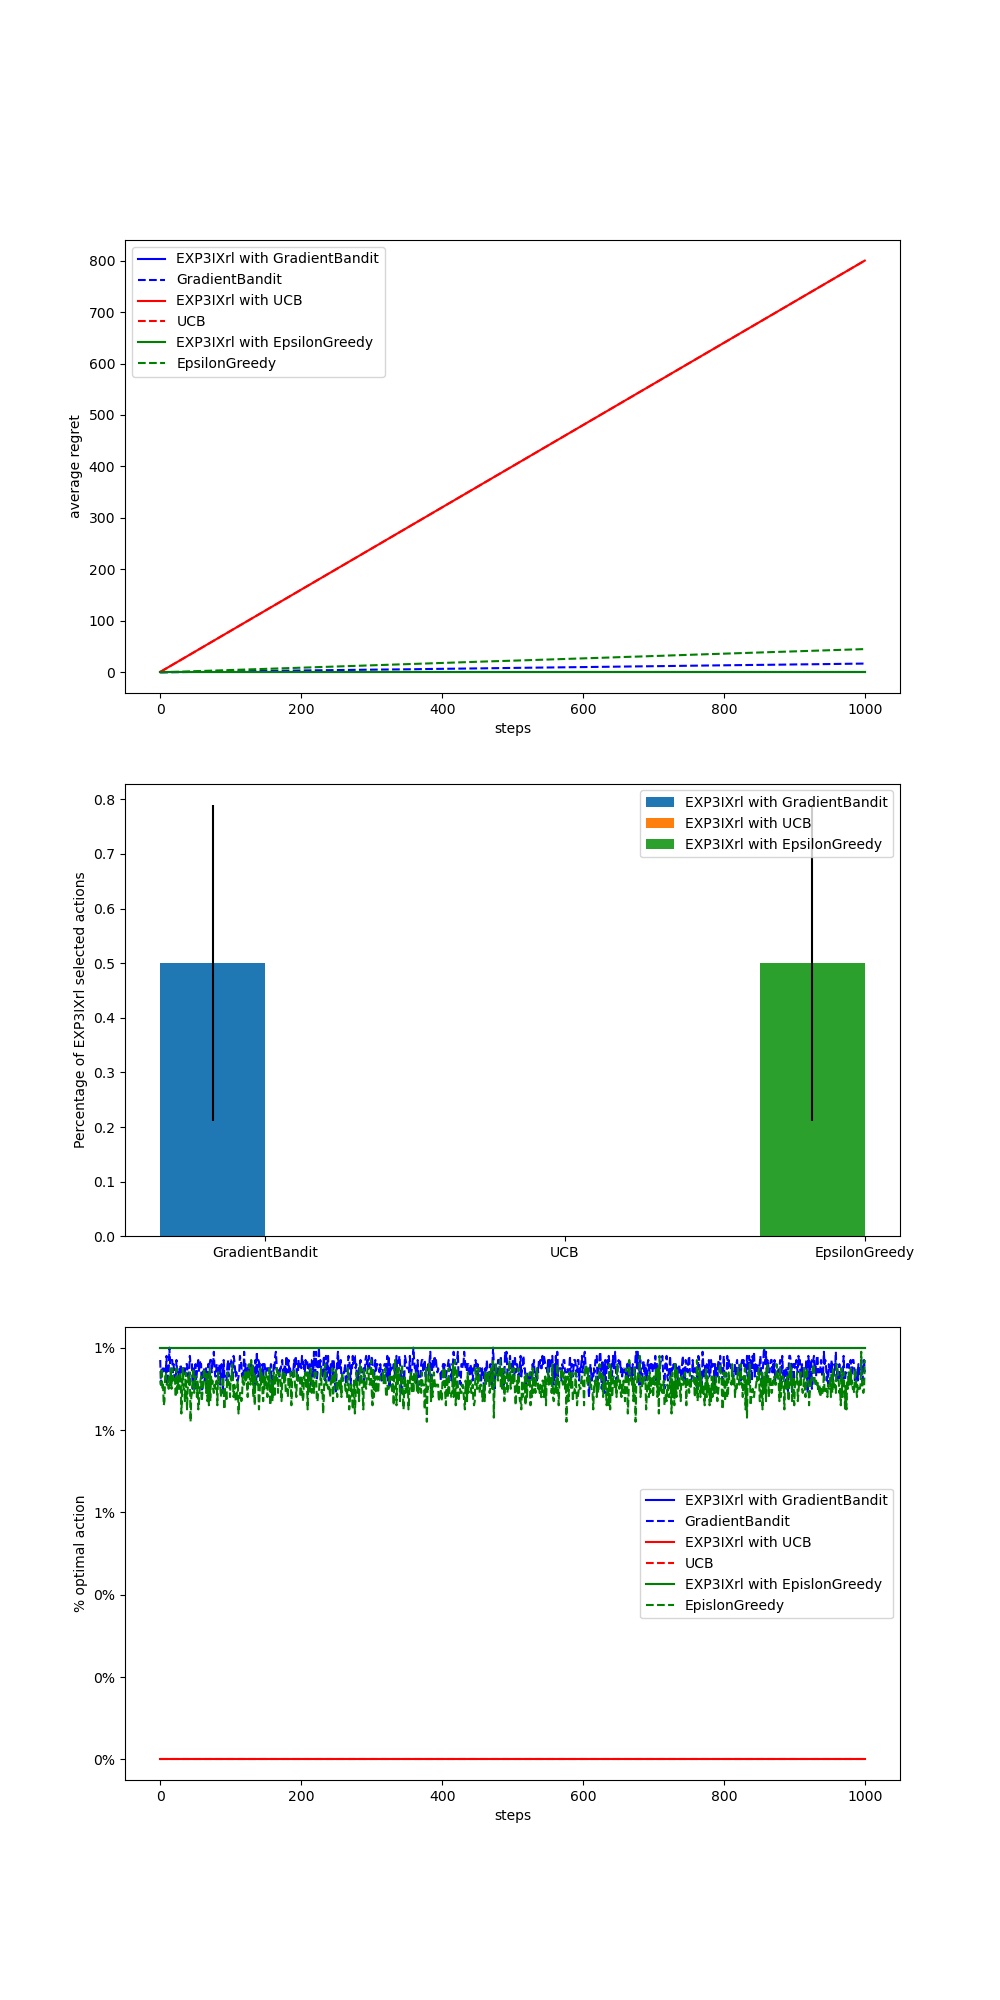 800
700
600
500
400
300
200
100
0
average regret
EXP3IXrl with GradientBandit
GradientBandit
EXP3IXrl with UCB
UCB
EXP3IXrl with EpsilonGreedy
EpsilonGreedy
0 200 400 600 800 1000
steps
0.8
0.7
0.6
0.5
0.4
0.3
0.2
0.1
0.0
Percentage of EXP3IXrl selected actions
EXP3IXrl with GradientBandit
EXP3IXrl with UCB
EXP3IXrl with EpsilonGreedy
GradientBandit UCB EpsilonGreedy
1%
1%
1%
0%
0%
0%
% optimal action
EXP3IXrl with GradientBandit
GradientBandit
EXP3IXrl with UCB
UCB
EXP3IXrl with EpislonGreedy
EpislonGreedy
0 200 400 600 800 1000
steps